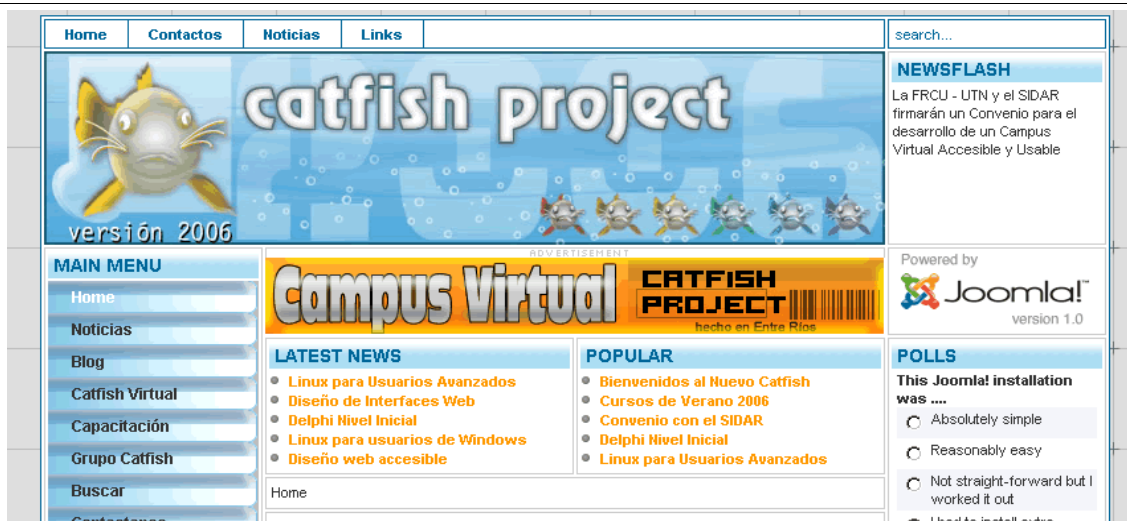 Home Contactos Noticias Links
search...
catfish project
2006
versión 2006
NEWSFLASH
La FRCU - UTN y el SIDAR
firmarán un Convenio para el
desarrollo de un Campus
Virtual Accesible y Usable
MAIN MENU
Home
Noticias
Blog
Catfish Virtual
Capacitación
Grupo Catfish
Buscar
ADVERTISEMENT
Campus Virtual
CATFISH
PROJECT
hecho en Entre Ríos
Powered by
Joomla!™
version 1.0
LATEST NEWS
Linux para Usuarios Avanzados
Diseño de Interfaces Web
Delphi Nivel Inicial
Linux para usuarios de Windows
Diseño web accesible
POPULAR
Bienvenidos al Nuevo Catfish
Cursos de Verano 2006
Convenio con el SIDAR
Delphi Nivel Inicial
Linux para Usuarios Avanzados
Home
POLLS
This Joomla! installation
was ....
Absolutely simple
Reasonably easy
Not straight-forward but I
worked it out